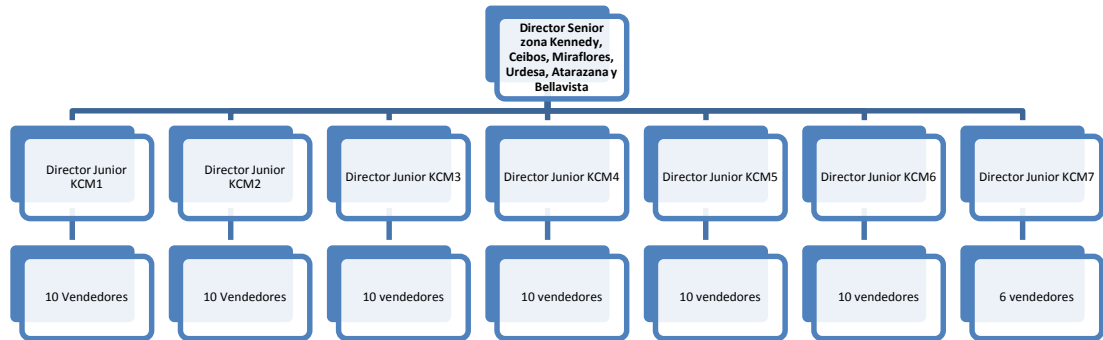 Director Senior
zona Kennedy,
Ceibos, Miraflores,
Urdesa, Atarazana y
Bellavista
Director Junior
KCM1
Director Junior
KCM2
Director Junior KCM3
Director Junior KCM4
Director Junior KCM5
Director Junior KCM6
Director Junior KCM7
10 Vendedores
10 Vendedores
10 vendedores
10 vendedores
10 vendedores
10 vendedores
6 vendedores